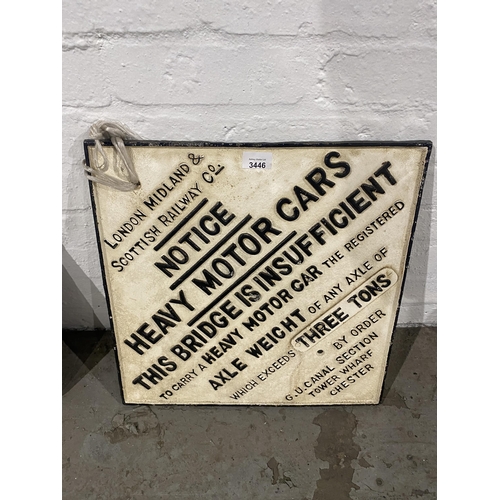 3446
LONDON MIDLAND &
SCOTTISH RAILWAY Co.
NOTICE
HEAVY MOTOR CARS
THIS BRIDGE IS INSUFFICIENT
TO CARRY A HEAVY MOTOR CAR THE REGISTERED
AXLE WEIGHT OF ANY AXLE OF
WHICH EXCEEDS THREE TONS
BY ORDER
G.U. CANAL SECTION
TOWER WHARF
CHESTER